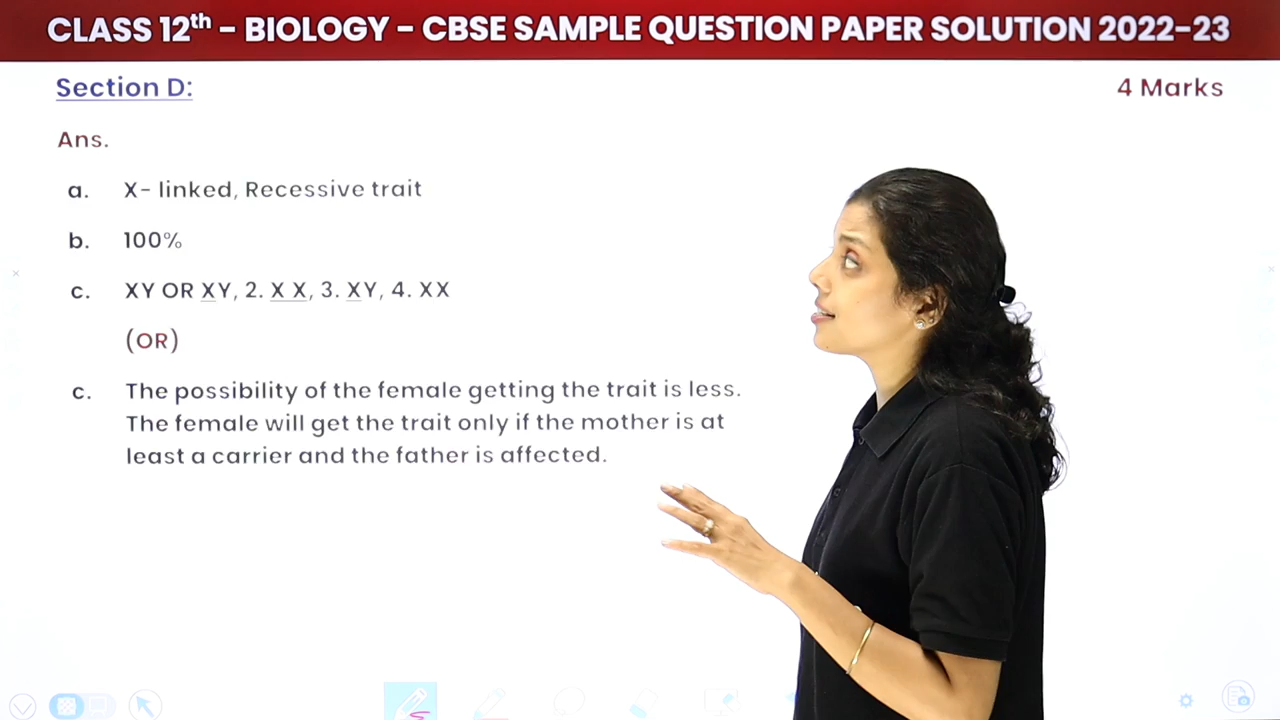 CLASS 12th – BIOLOGY – CBSE SAMPLE QUESTION PAPER SOLUTION 2022–23
Section D: 4 Marks
Ans.
a. X- linked, Recessive trait
b. 100%
c. XY OR XY, 2. X X, 3. XY, 4. XX
(OR)
c. The possibility of the female getting the trait is less.
The female will get the trait only if the mother is at
least a carrier and the father is affected.